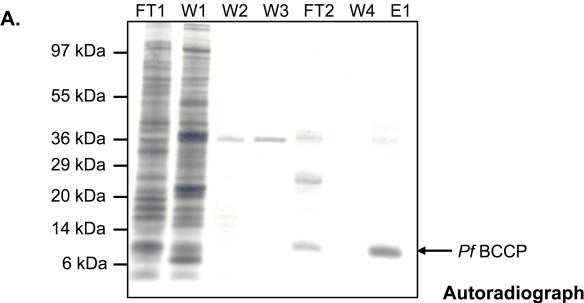 A.
FT1 W1 W2 W3 FT2 W4 E1
97 kDa
55 kDa
36 kDa
29 kDa
20 kDa
14 kDa
6 kDa
Pf BCCP
Autoradiograph